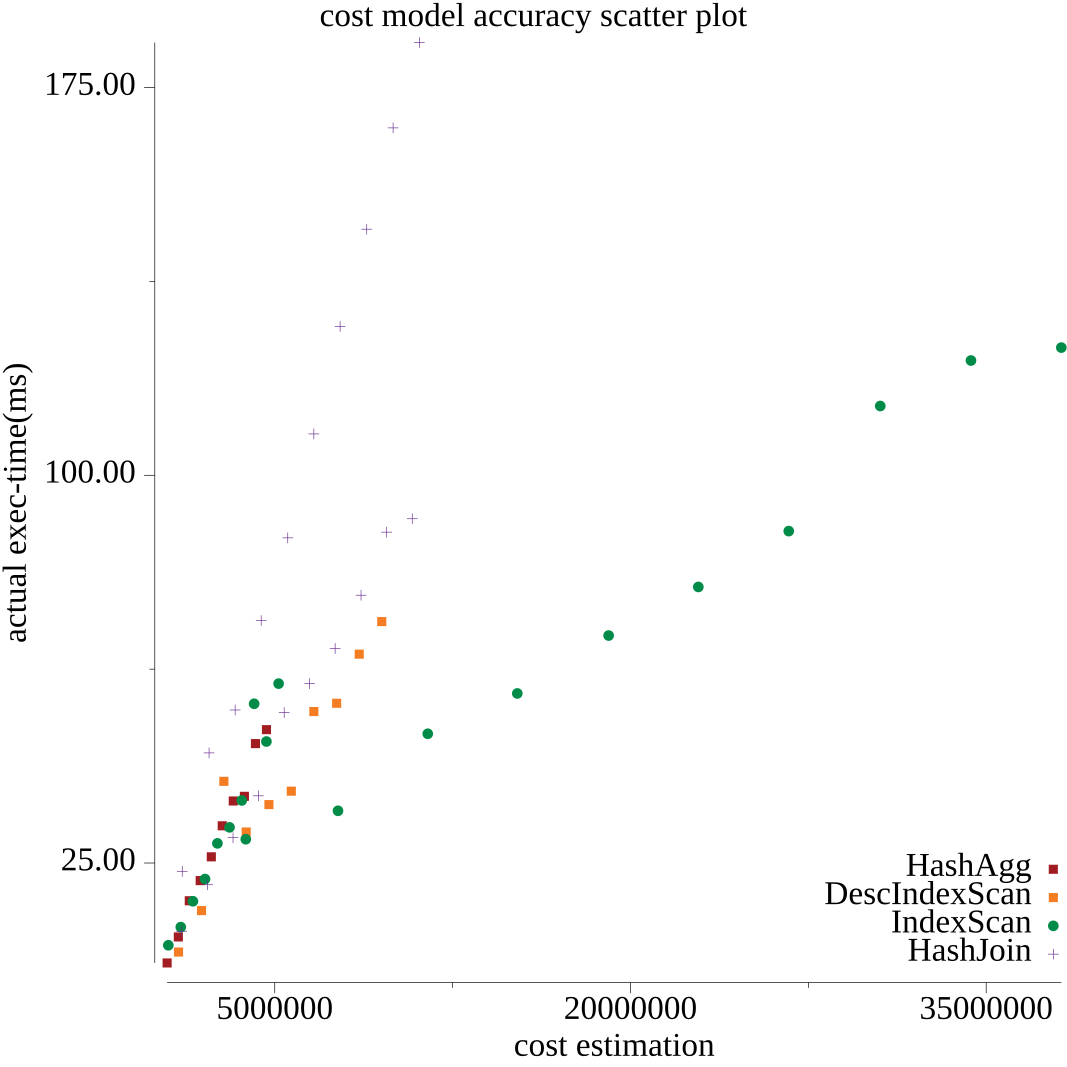 cost model accuracy scatter plot
175.00
100.00
25.00
actual exec-time(ms)
HashAgg
DescIndexScan
IndexScan
HashJoin
5000000
20000000
35000000
cost estimation